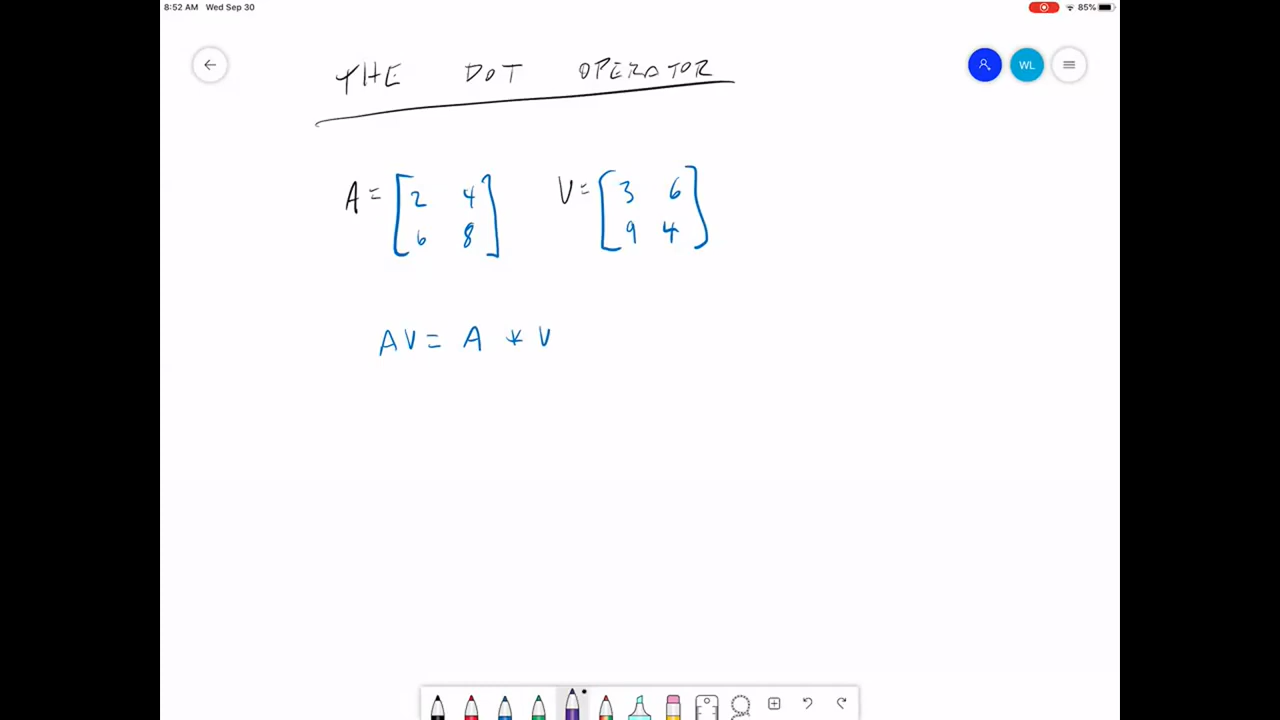 8:52 AM Wed Sep 30 85%
THE DOT OPERATOR
WL
A = [2 4 V = [3 6]
6 8] 9 4
AV = A * V